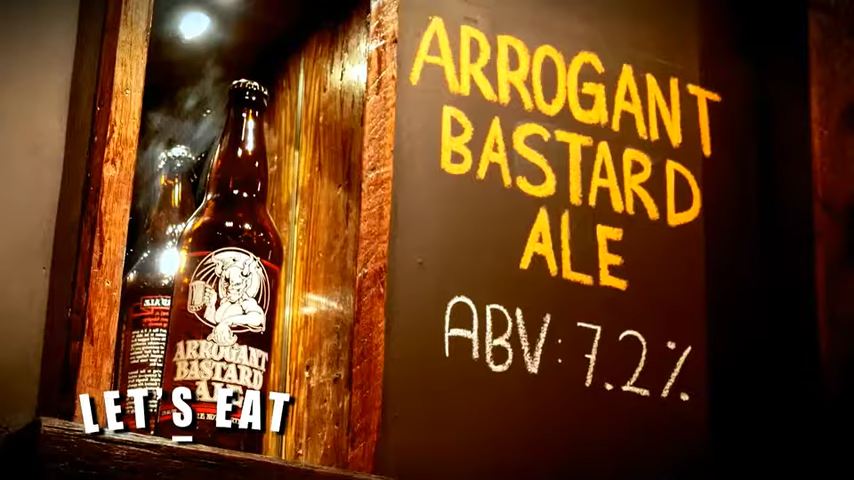 ARROGANT
BASTARD
ALE
ABV: 7.2%
ARROGANT
BASTARD
ALE
LET'S EAT